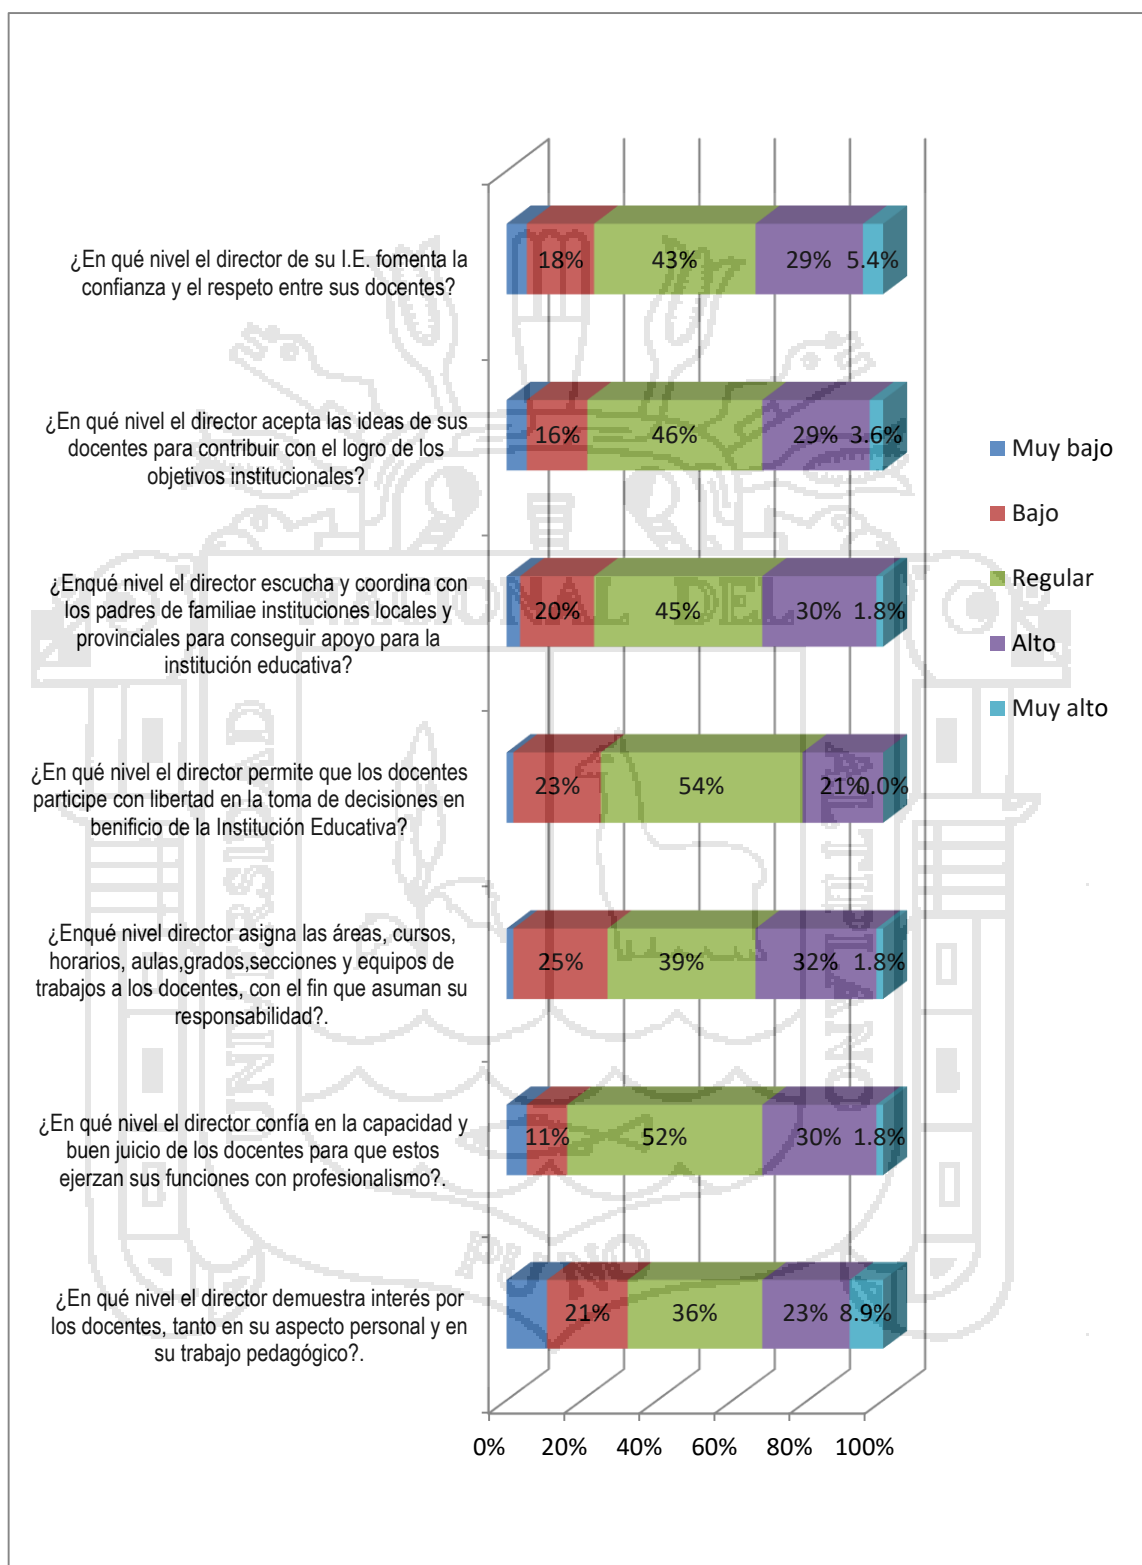 ¿En qué nivel el director de su I.E. fomenta la
confianza y el respeto entre sus docentes?
18% 43% 29% 5.4%
¿En qué nivel el director acepta las ideas de sus
docentes para contribuir con el logro de los
objetivos institucionales?
16% 46% 29% 3.6%
¿Enqué nivel el director escucha y coordina con
los padres de familiae instituciones locales y
provinciales para conseguir apoyo para la
institución educativa?
20% 45% 30% 1.8%
¿En qué nivel el director permite que los docentes
participe con libertad en la toma de decisiones en
benificio de la Institución Educativa?
23% 54% 21% 0.0%
¿Enqué nivel director asigna las áreas, cursos,
horarios, aulas,grados,secciones y equipos de
trabajos a los docentes, con el fin que asuman su
responsabilidad?.
25% 39% 32% 1.8%
¿En qué nivel el director confía en la capacidad y
buen juicio de los docentes para que estos
ejerzan sus funciones con profesionalismo?.
11% 52% 30% 1.8%
¿En qué nivel el director demuestra interés por
los docentes, tanto en su aspecto personal y en
su trabajo pedagógico?.
21% 36% 23% 8.9%
0% 20% 40% 60% 80% 100%
Muy bajo
Bajo
Regular
Alto
Muy alto
UNIVERSIDAD
NACIONAL DEL
ALTIPLANO
PUNO